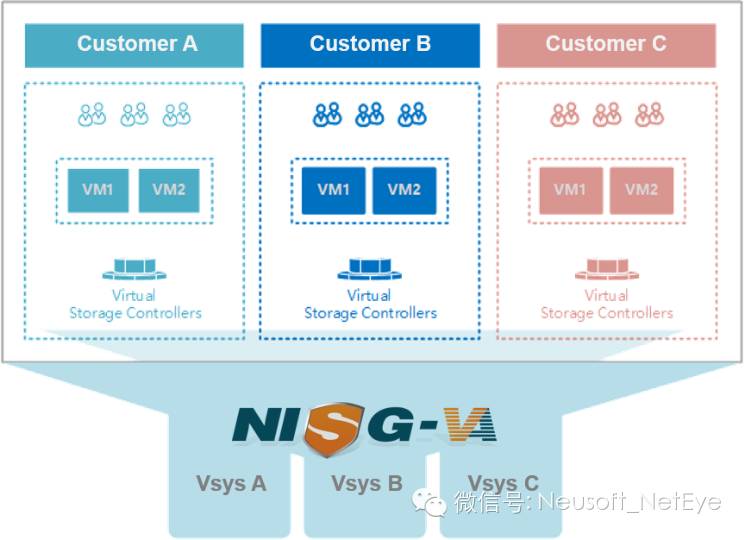 Customer A
Customer B
Customer C
VM1
VM2
VM1
VM2
VM1
VM2
Virtual
Storage Controllers
Virtual
Storage Controllers
Virtual
Storage Controllers
NISG-VA
Vsys A
Vsys B
Vsys C
微信号: Neusoft_NetEye